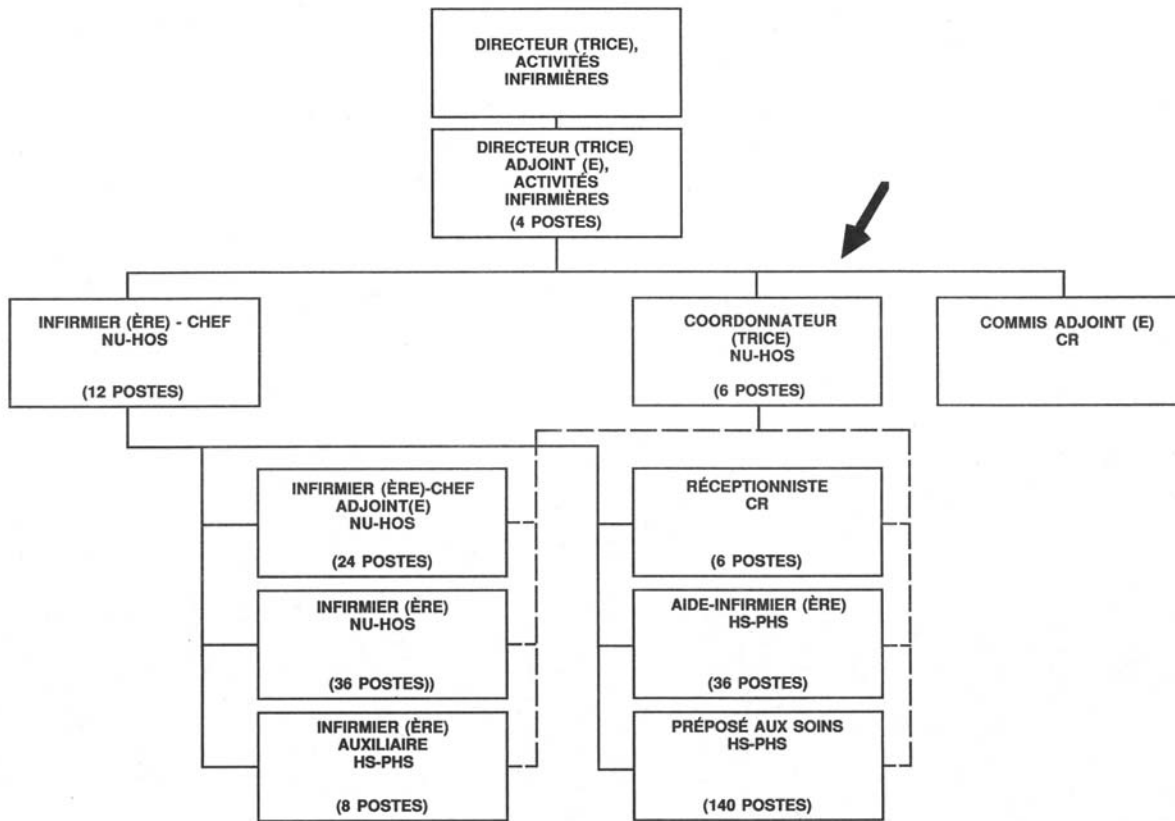 DIRECTEUR (TRICE),
ACTIVITÉS
INFIRMIÈRES
DIRECTEUR (TRICE)
ADJOINT (E),
ACTIVITÉS
INFIRMIÈRES
(4 POSTES)
INFIRMIER (ÈRE) - CHEF
NU-HOS
(12 POSTES)
COORDONNATEUR
(TRICE)
NU-HOS
(6 POSTES)
COMMIS ADJOINT (E)
CR
INFIRMIER (ÈRE)-CHEF
ADJOINT(E)
NU-HOS
(24 POSTES)
RÉCEPTIONNISTE
CR
(6 POSTES)
INFIRMIER (ÈRE)
NU-HOS
(36 POSTES))
AIDE-INFIRMIER (ÈRE)
HS-PHS
(36 POSTES)
INFIRMIER (ÈRE)
AUXILIAIRE
HS-PHS
(8 POSTES)
PRÉPOSÉ AUX SOINS
HS-PHS
(140 POSTES)